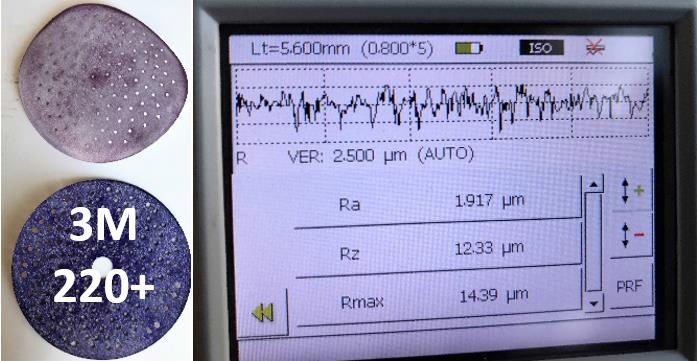 3M
220+
Lt=5.600mm (0.800*5) ISO
R VER: 2.500 µm (AUTO)
Ra 1.917 µm
Rz 12.33 µm
Rmax 14.39 µm
+
-
PRF